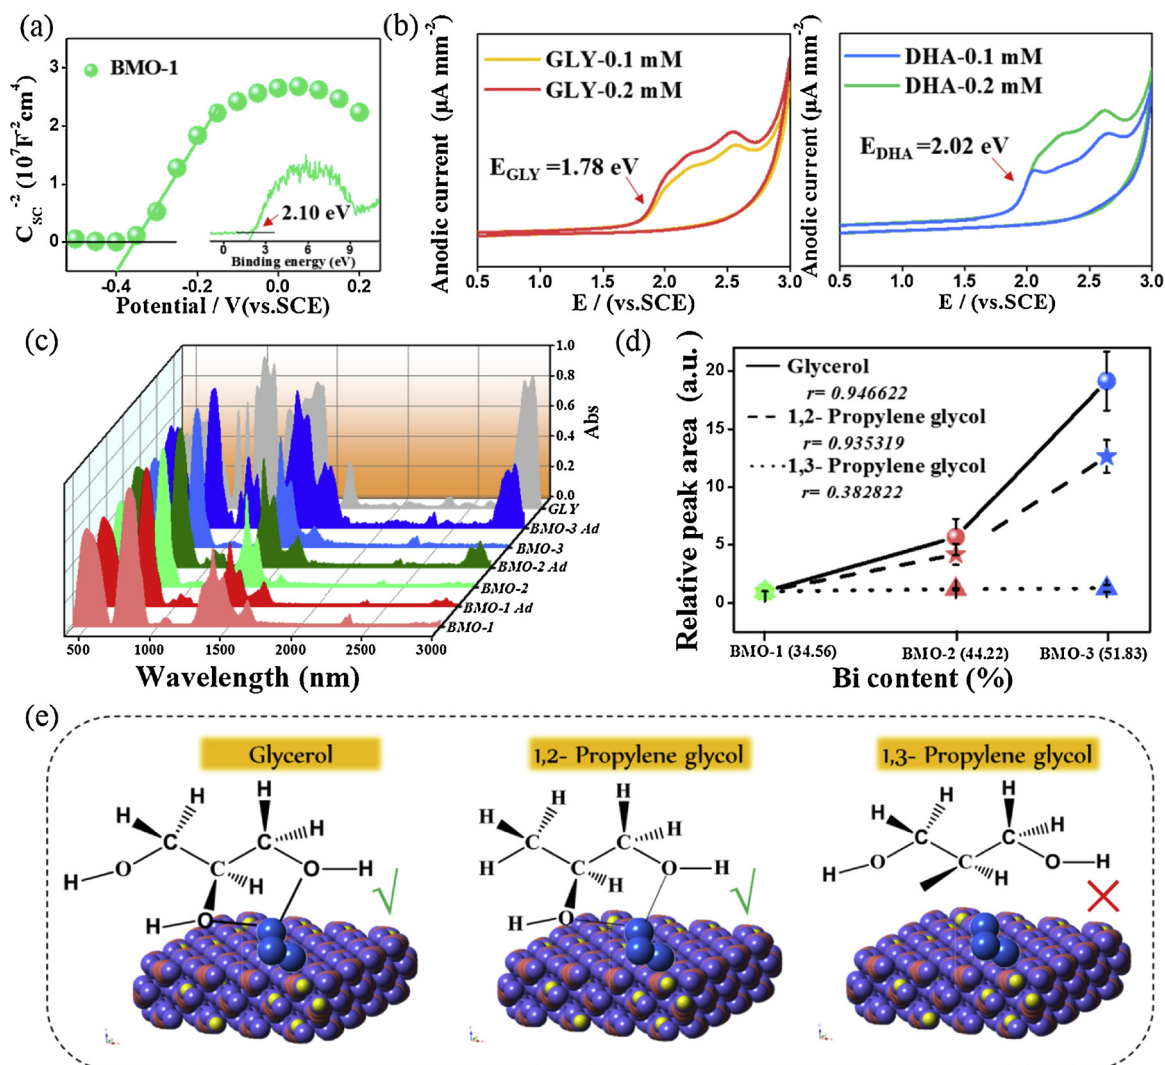 (a)
BMO-1
C_SC^-2 (10^7F^-2cm^4)
3
2
1
0
2.10 eV
0 3 6 9
Binding energy (eV)
-0.4 -0.2 0.0 0.2
Potential / V(vs.SCE)
(b)
Anodic current (μA mm^-2)
GLY-0.1 mM
GLY-0.2 mM
E_GLY =1.78 eV
0.5 1.0 1.5 2.0 2.5 3.0
E / (vs.SCE)
Anodic current (μA mm^-2)
DHA-0.1 mM
DHA-0.2 mM
E_DHA =2.02 eV
0.5 1.0 1.5 2.0 2.5 3.0
E / (vs.SCE)
(c)
1.0
0.8
0.6
0.4
0.2
0.0
Abs
GLY
BMO-3 Ad
BMO-3
BMO-2 Ad
BMO-2
BMO-1 Ad
BMO-1
500 1000 1500 2000 2500 3000
Wavelength (nm)
(d)
Relative peak area (a.u.)
20
15
10
5
0
Glycerol
r= 0.946622
1,2- Propylene glycol
r= 0.935319
1,3- Propylene glycol
r= 0.382822
BMO-1 (34.56) BMO-2 (44.22) BMO-3 (51.83)
Bi content (%)
(e)
Glycerol
H
H
H
C
C
H
H
O
C
H
O
H
H
O
1,2- Propylene glycol
H
H
H
C
C
H
H
C
H
O
H
H
O
1,3- Propylene glycol
H
H
H
C
C
H
H
O
C
H
O
H